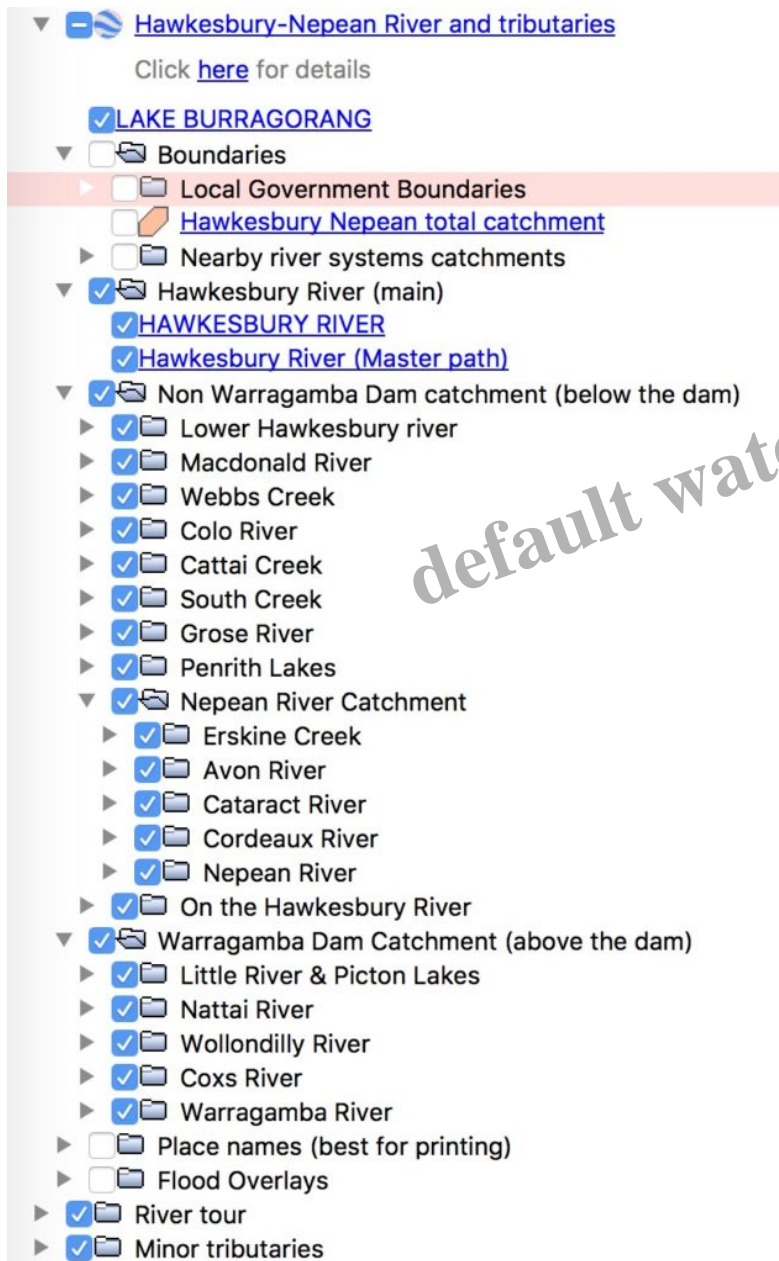 Hawkesbury-Nepean River and tributaries
Click here for details
LAKE BURRAGORANG
Boundaries
Local Government Boundaries
Hawkesbury Nepean total catchment
Nearby river systems catchments
Hawkesbury River (main)
HAWKESBURY RIVER
Hawkesbury River (Master path)
Non Warragamba Dam catchment (below the dam)
Lower Hawkesbury river
Macdonald River
Webbs Creek
Colo River
Cattai Creek
South Creek
Grose River
Penrith Lakes
Nepean River Catchment
Erskine Creek
Avon River
Cataract River
Cordeaux River
Nepean River
On the Hawkesbury River
Warragamba Dam Catchment (above the dam)
Little River & Picton Lakes
Nattai River
Wollondilly River
Coxs River
Warragamba River
Place names (best for printing)
Flood Overlays
River tour
Minor tributaries
default wate